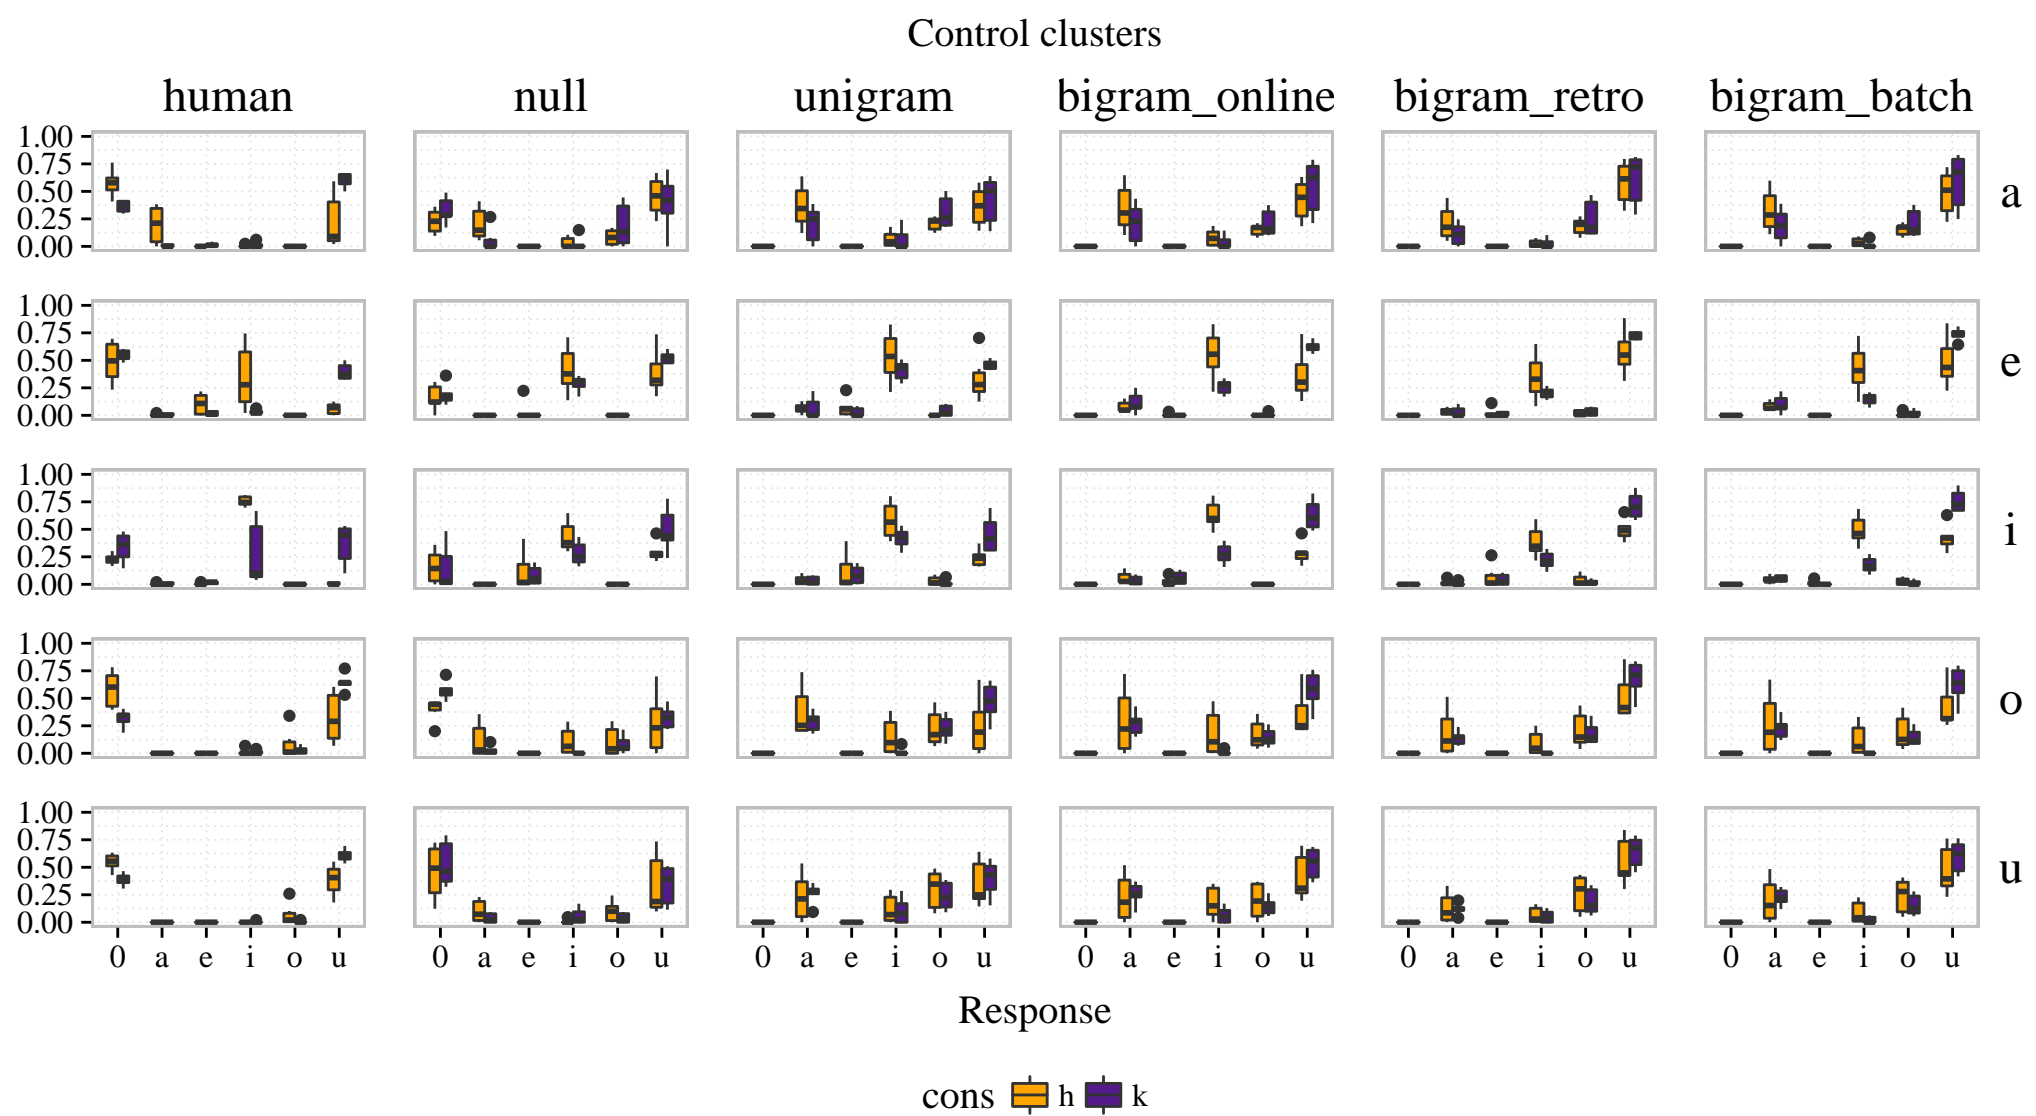 Control clusters
human null unigram bigram_online bigram_retro bigram_batch
1.00
0.75
0.50
0.25
0.00
a
1.00
0.75
0.50
0.25
0.00
e
1.00
0.75
0.50
0.25
0.00
i
1.00
0.75
0.50
0.25
0.00
o
1.00
0.75
0.50
0.25
0.00
u
0 a e i o u 0 a e i o u 0 a e i o u 0 a e i o u 0 a e i o u 0 a e i o u
Response
cons h k